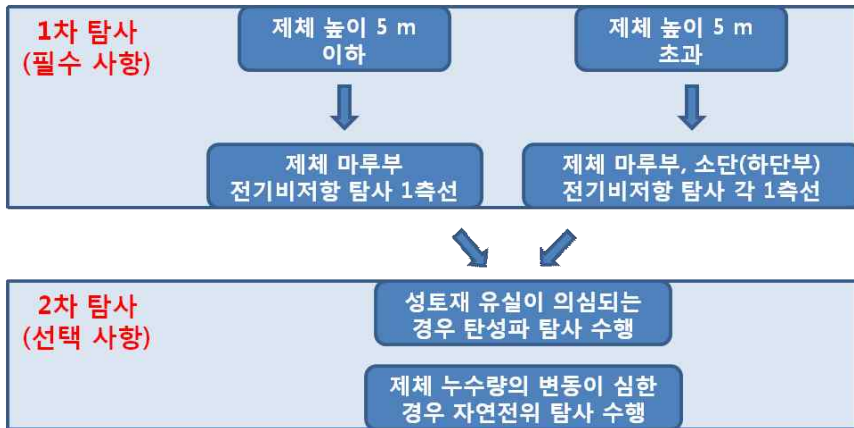 1차 탐사
(필수 사항)
제체 높이 5 m
이하
제체 높이 5 m
초과
제체 마루부
전기비저항 탐사 1측선
제체 마루부, 소단(하단부)
전기비저항 탐사 각 1측선
2차 탐사
(선택 사항)
성토재 유실이 의심되는
경우 탄성파 탐사 수행
제체 누수량의 변동이 심한
경우 자연전위 탐사 수행